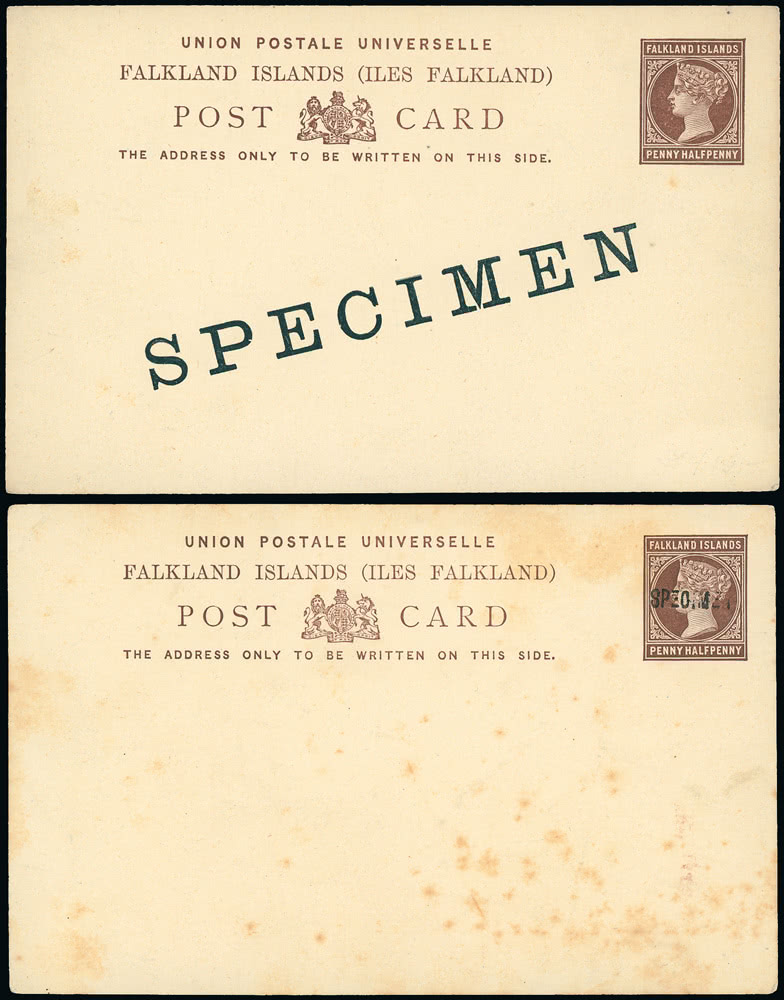 UNION POSTALE UNIVERSELLE
FALKLAND ISLANDS (ILES FALKLAND)
POST CARD
THE ADDRESS ONLY TO BE WRITTEN ON THIS SIDE.
FALKLAND ISLANDS
PENNY HALFPENNY
SPECIMEN
UNION POSTALE UNIVERSELLE
FALKLAND ISLANDS (ILES FALKLAND)
POST CARD
THE ADDRESS ONLY TO BE WRITTEN ON THIS SIDE.
FALKLAND ISLANDS
SPECIMEN
PENNY HALFPENNY